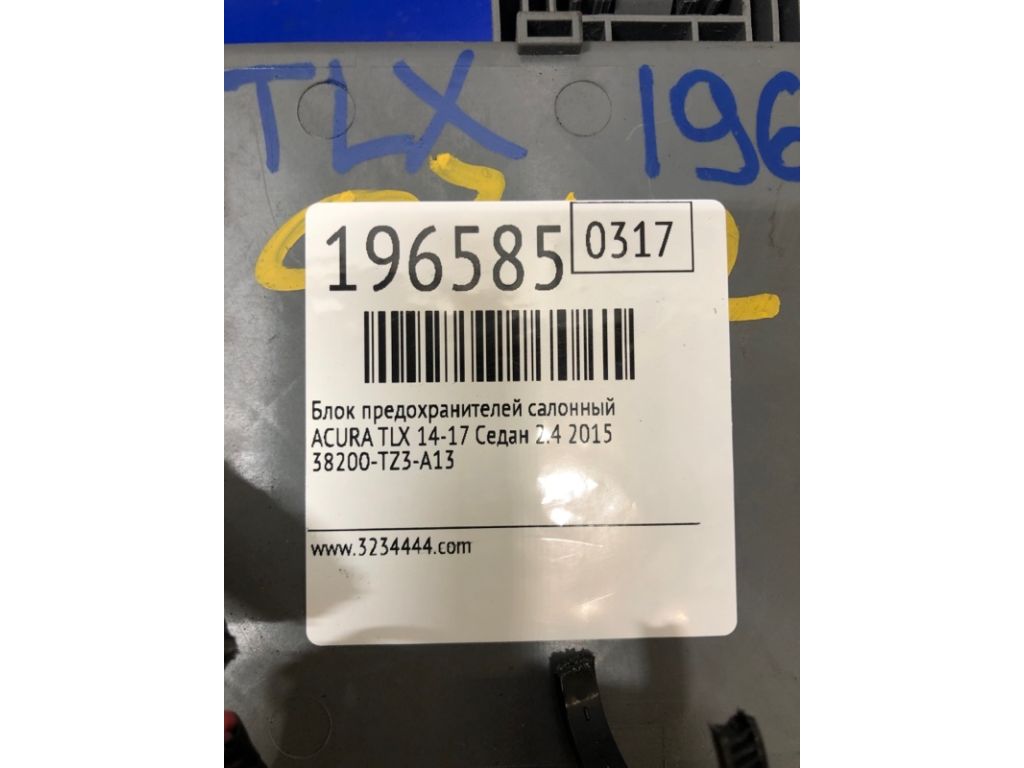 TLX 196
196585 0317
Блок предохранителей салонный
ACURA TLX 14-17 Седан 2.4 2015
38200-TZ3-A13
www.3234444.com